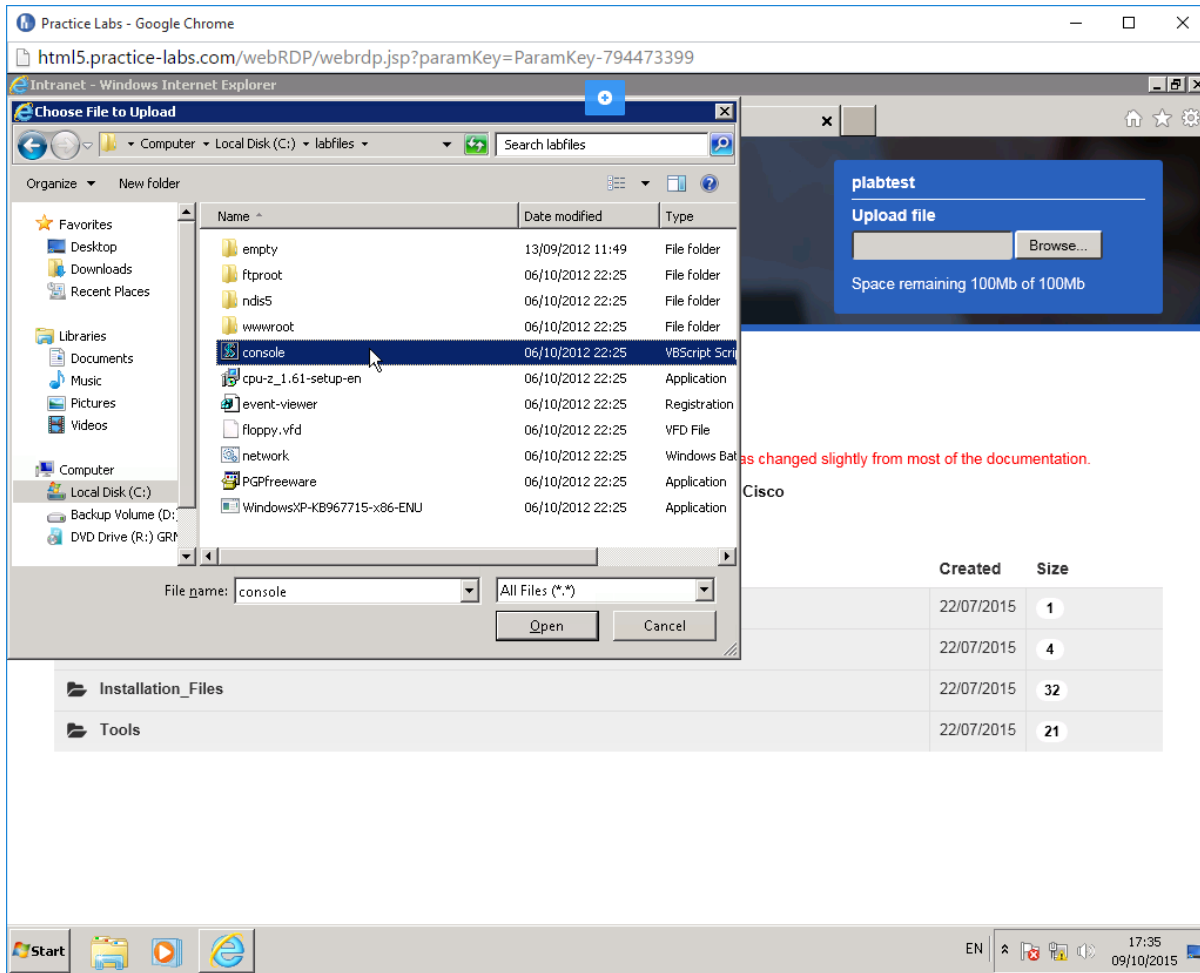 Practice Labs - Google Chrome
html5.practice-labs.com/webRDP/webrdp.jsp?paramKey=ParamKey-794473399
Intranet - Windows Internet Explorer
Choose File to Upload
Computer Local Disk (C:) labfiles Search labfiles
Organize New folder
plabtest
Upload file
Browse...
Space remaining 100Mb of 100Mb
Favorites
Desktop
Downloads
Recent Places
Libraries
Documents
Music
Pictures
Videos
Computer
Local Disk (C:)
Backup Volume (D:
DVD Drive (R:) GRM
Name Date modified Type
empty 13/09/2012 11:49 File folder
ftproot 06/10/2012 22:25 File folder
ndis5 06/10/2012 22:25 File folder
wwwroot 06/10/2012 22:25 File folder
console 06/10/2012 22:25 VBScript Scri
cpu-z_1.61-setup-en 06/10/2012 22:25 Application
event-viewer 06/10/2012 22:25 Registration
floppy.vfd 06/10/2012 22:25 VFD File
network 06/10/2012 22:25 Windows Bat
PGPfreeware 06/10/2012 22:25 Application
WindowsXP-KB967715-x86-ENU 06/10/2012 22:25 Application
File name: console All Files (*.*)
Open Cancel
as changed slightly from most of the documentation.
Cisco
Created Size
22/07/2015 1
22/07/2015 4
Installation_Files 22/07/2015 32
Tools 22/07/2015 21
Start EN 17:35
09/10/2015